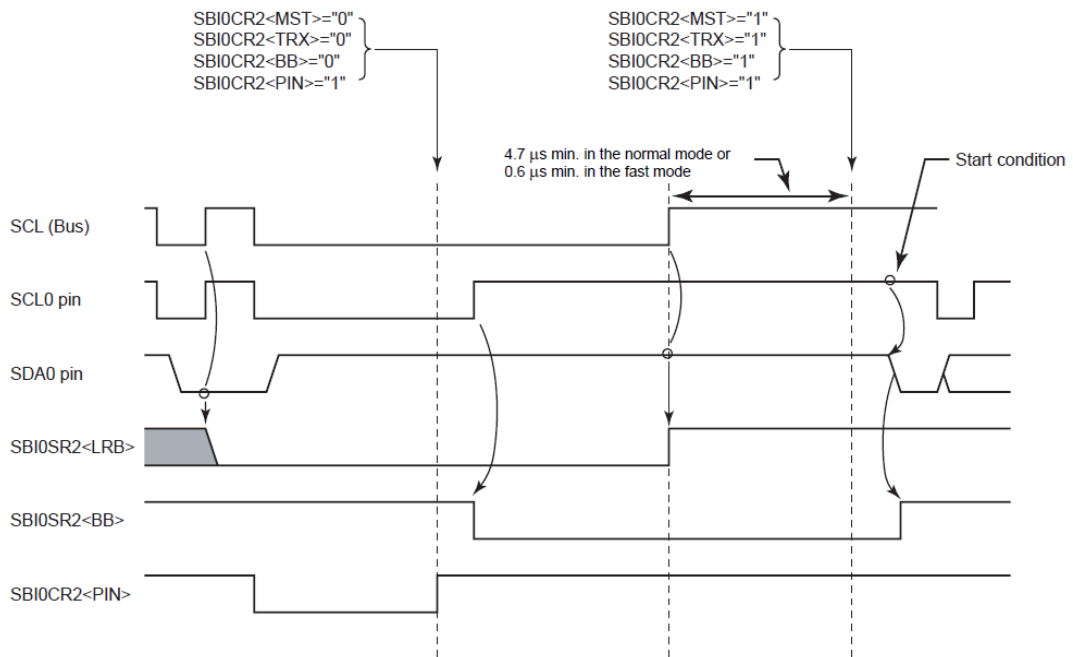 SBI0CR2<MST>="0"
SBI0CR2<TRX>="0"
SBI0CR2<BB>="0"
SBI0CR2<PIN>="1"
SBI0CR2<MST>="1"
SBI0CR2<TRX>="1"
SBI0CR2<BB>="1"
SBI0CR2<PIN>="1"
4.7 μs min. in the normal mode or
0.6 μs min. in the fast mode
Start condition
SCL (Bus)
SCL0 pin
SDA0 pin
SBI0SR2<LRB>
SBI0SR2<BB>
SBI0CR2<PIN>